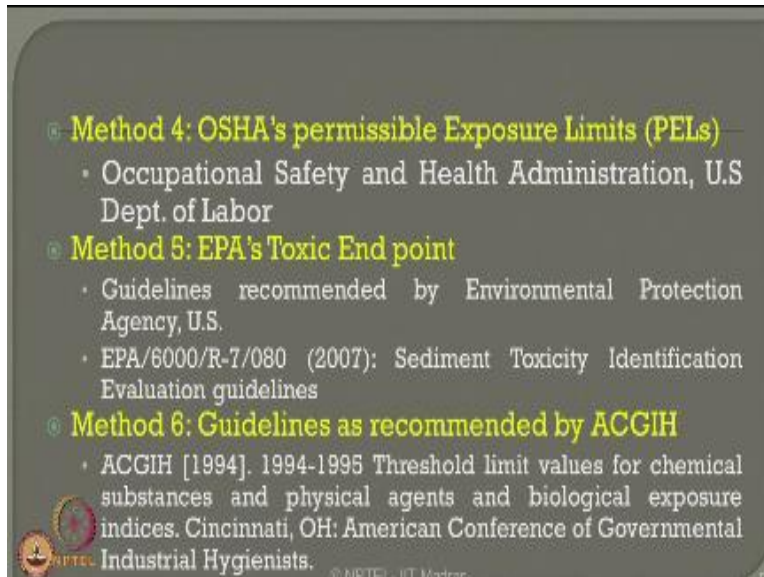 Method 4: OSHA's permissible Exposure Limits (PELs)
• Occupational Safety and Health Administration, U.S
Dept. of Labor
Method 5: EPA's Toxic End point
• Guidelines recommended by Environmental Protection
Agency, U.S.
• EPA/6000/R-7/080 (2007): Sediment Toxicity Identification
Evaluation guidelines
Method 6: Guidelines as recommended by ACGIH
• ACGIH [1994]. 1994-1995 Threshold limit values for chemical
substances and physical agents and biological exposure
indices. Cincinnati, OH: American Conference of Governmental
Industrial Hygienists.
NPTEL
© NPTEL - IIT Madras